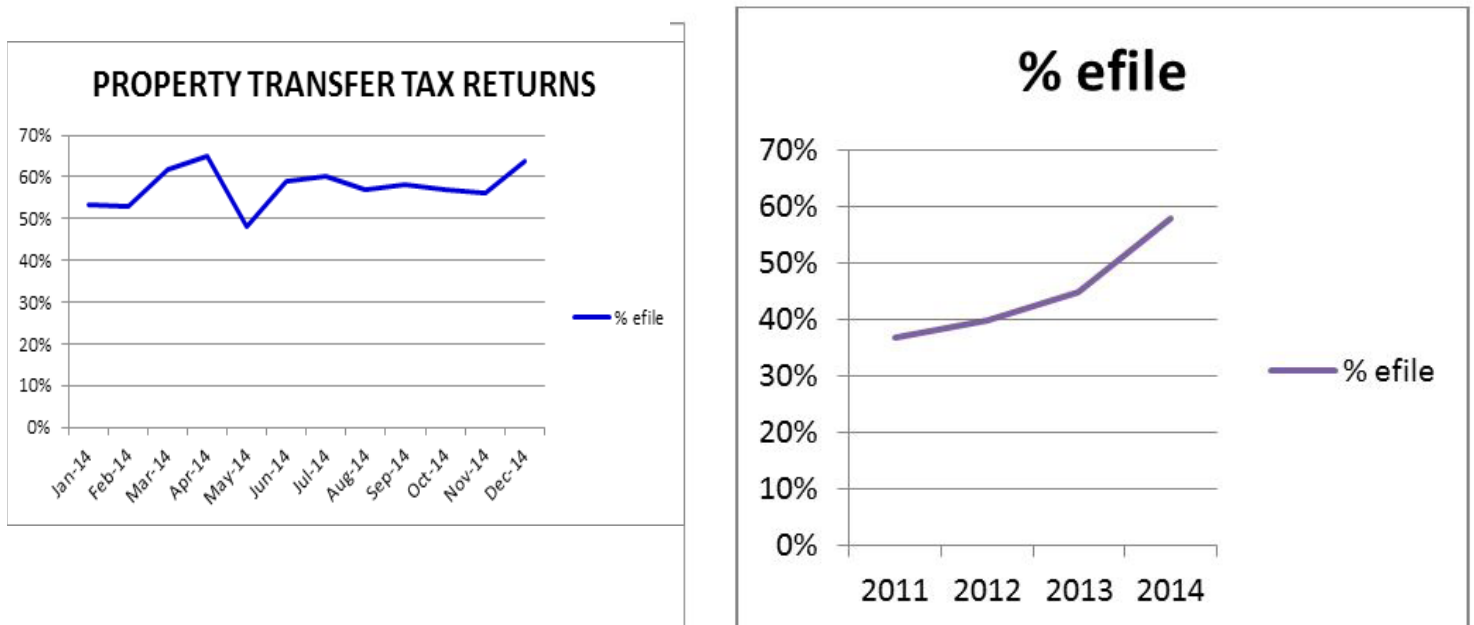 PROPERTY TRANSFER TAX RETURNS
70%
60%
50%
40%
30%
20%
10%
0%
% efile
Jan-14
Feb-14
Mar-14
Apr-14
May-14
Jun-14
Jul-14
Aug-14
Sep-14
Oct-14
Nov-14
Dec-14
% efile
70%
60%
50%
40%
30%
20%
10%
0%
% efile
2011 2012 2013 2014